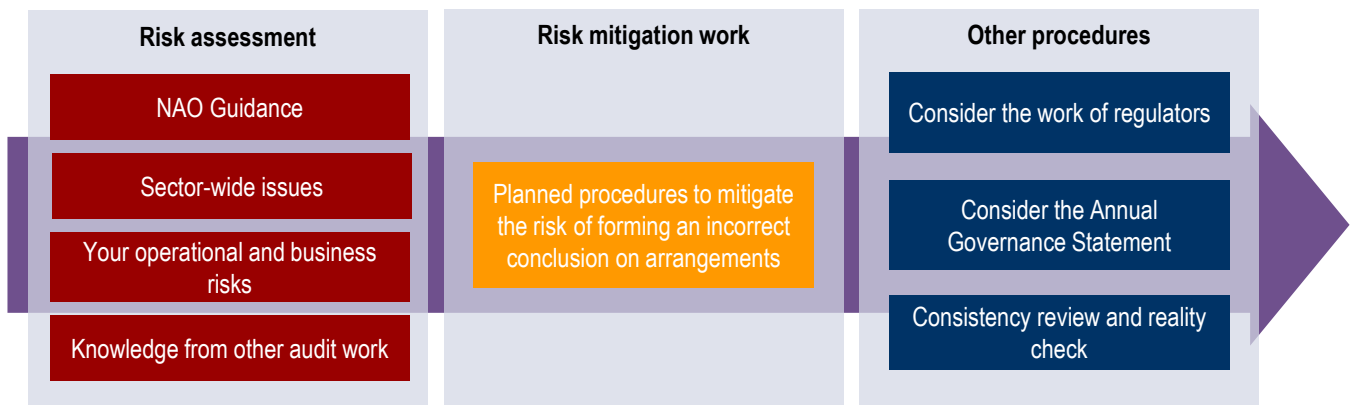 Risk assessment
NAO Guidance
Sector-wide issues
Your operational and business
risks
Knowledge from other audit work
Risk mitigation work
Planned procedures to mitigate
the risk of forming an incorrect
conclusion on arrangements
Other procedures
Consider the work of regulators
Consider the Annual
Governance Statement
Consistency review and reality
check